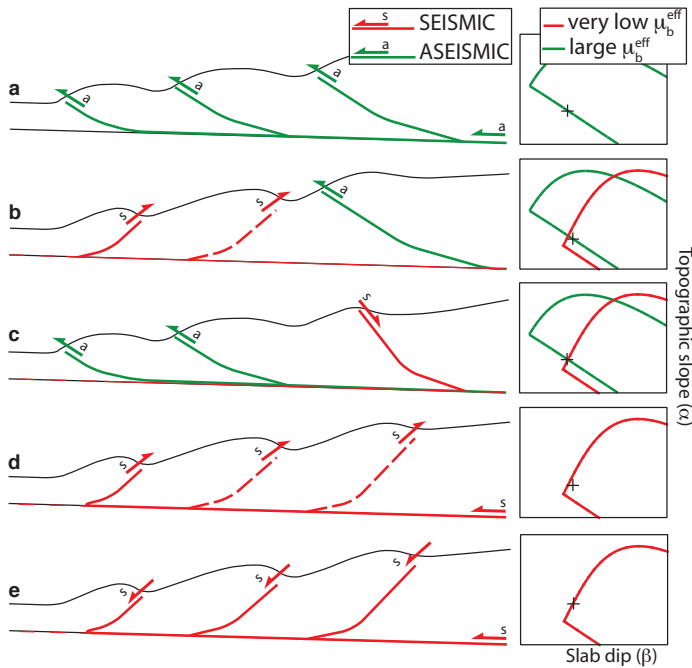 s SEISMIC
a ASEISMIC
very low μ_b^eff
large μ_b^eff
a
a
a
a
a
b
s
s
a
c
a
a
s
d
s
s
s
s
e
s
s
s
s
Topographic slope (α)
Slab dip (β)